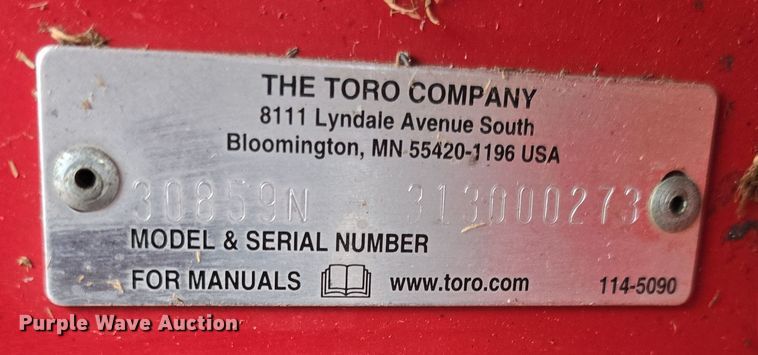 THE TORO COMPANY
8111 Lyndale Avenue South
Bloomington, MN 55420-1196 USA
30859N 313000273
MODEL & SERIAL NUMBER
FOR MANUALS www.toro.com 114-5090
Purple Wave Auction